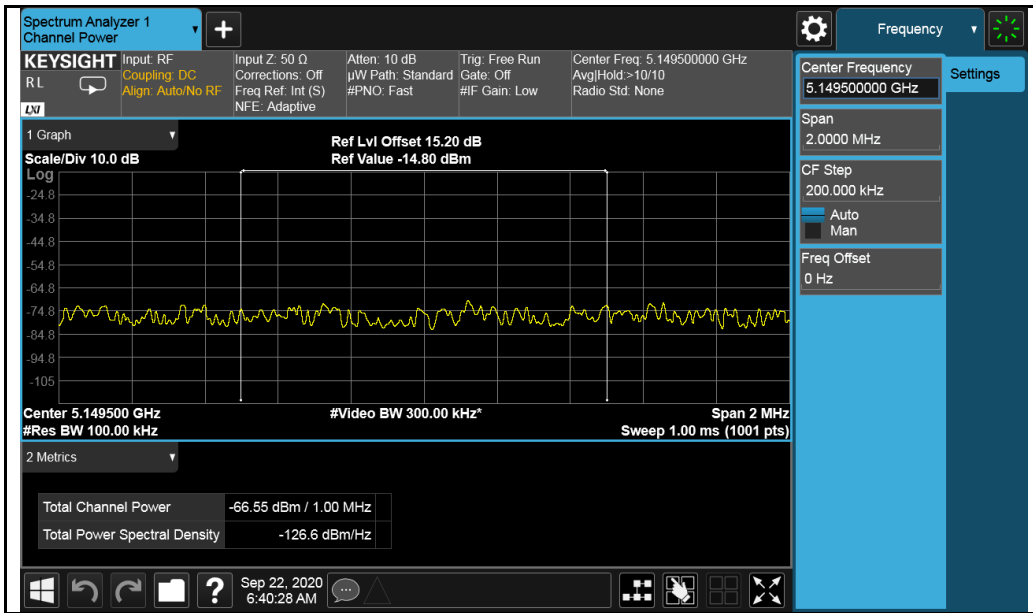 Spectrum Analyzer 1
Channel Power
+
Frequency
KEYSIGHT
RL
LXI
Input: RF
Coupling: DC
Align: Auto/No RF
Input Z: 50 Ω
Corrections: Off
Freq Ref: Int (S)
NFE: Adaptive
Atten: 10 dB
µW Path: Standard
#PNO: Fast
Trig: Free Run
Gate: Off
#IF Gain: Low
Center Freq: 5.149500000 GHz
Avg|Hold:>10/10
Radio Std: None
Center Frequency
5.149500000 GHz
Settings
Span
2.0000 MHz
CF Step
200.000 kHz
Auto
Man
Freq Offset
0 Hz
1 Graph
Scale/Div 10.0 dB
Ref Lvl Offset 15.20 dB
Ref Value -14.80 dBm
Log
-24.8
-34.8
-44.8
-54.8
-64.8
-74.8
-84.8
-94.8
-105
Center 5.149500 GHz
#Video BW 300.00 kHz*
Span 2 MHz
#Res BW 100.00 kHz
Sweep 1.00 ms (1001 pts)
2 Metrics
Total Channel Power -66.55 dBm / 1.00 MHz
Total Power Spectral Density -126.6 dBm/Hz
?
Sep 22, 2020
6:40:28 AM